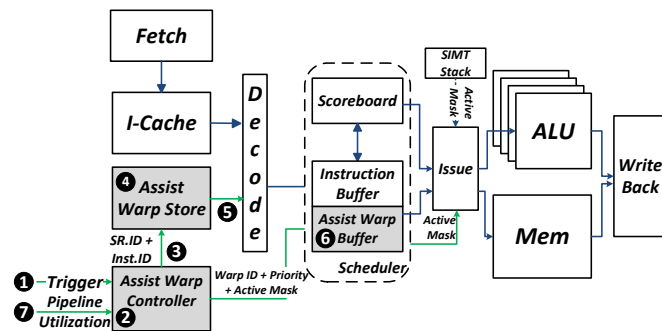 Fetch
I-Cache
Decode
4 Assist
Warp Store
5
SR.ID +
Inst.ID
3
1 Trigger
7 Pipeline
Utilization
Assist Warp
Controller
2
Warp ID + Priority
+ Active Mask
Scoreboard
Instruction
Buffer
Assist Warp
6 Buffer
Scheduler
SIMT
Stack
Active
Mask
Issue
Active
Mask
ALU
Mem
Write
Back